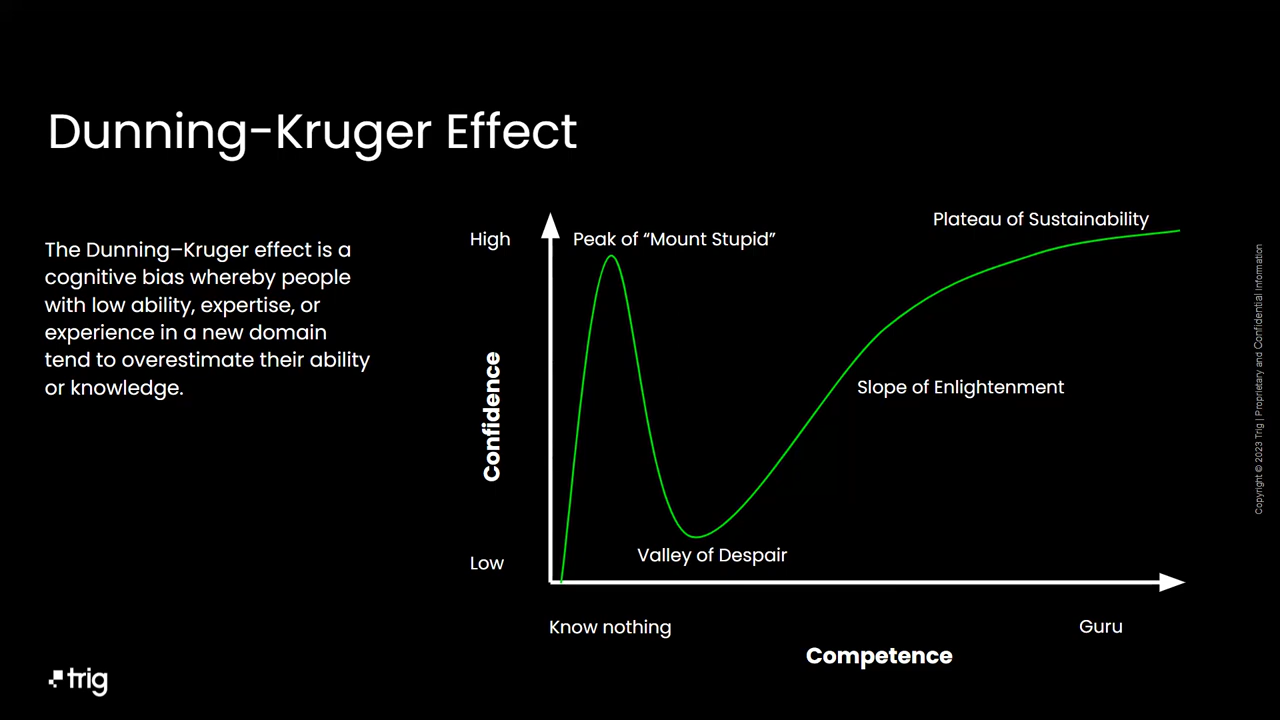 Dunning-Kruger Effect
The Dunning–Kruger effect is a
cognitive bias whereby people
with low ability, expertise, or
experience in a new domain
tend to overestimate their ability
or knowledge.
High
Peak of “Mount Stupid”
Plateau of Sustainability
Confidence
Slope of Enlightenment
Valley of Despair
Low
Know nothing
Guru
Competence
trig
Copyright © 2023 Trig | Proprietary and Confidential Information